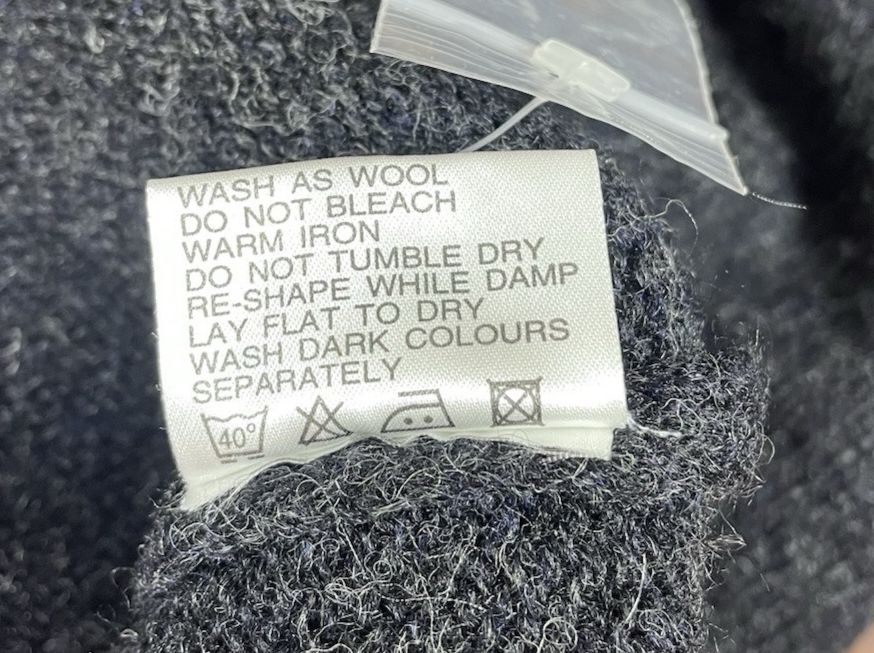 WASH AS WOOL
DO NOT BLEACH
WARM IRON
DO NOT TUMBLE DRY
RE-SHAPE WHILE DAMP
LAY FLAT TO DRY
WASH DARK COLOURS
SEPARATELY
40°